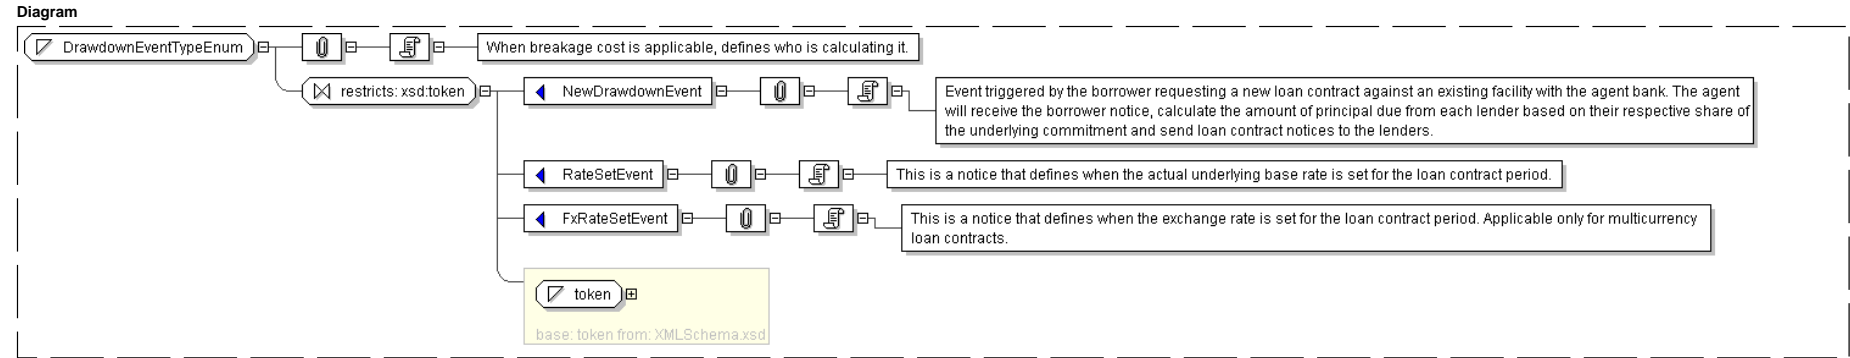 Diagram
DrawdownEventTypeEnum
When breakage cost is applicable, defines who is calculating it.
restricts: xsd:token
NewDrawdownEvent
Event triggered by the borrower requesting a new loan contract against an existing facility with the agent bank. The agent
will receive the borrower notice, calculate the amount of principal due from each lender based on their respective share of
the underlying commitment and send loan contract notices to the lenders.
RateSetEvent
This is a notice that defines when the actual underlying base rate is set for the loan contract period.
FxRateSetEvent
This is a notice that defines when the exchange rate is set for the loan contract period. Applicable only for multicurrency
loan contracts.
token
base: token from: XMLSchema.xsd